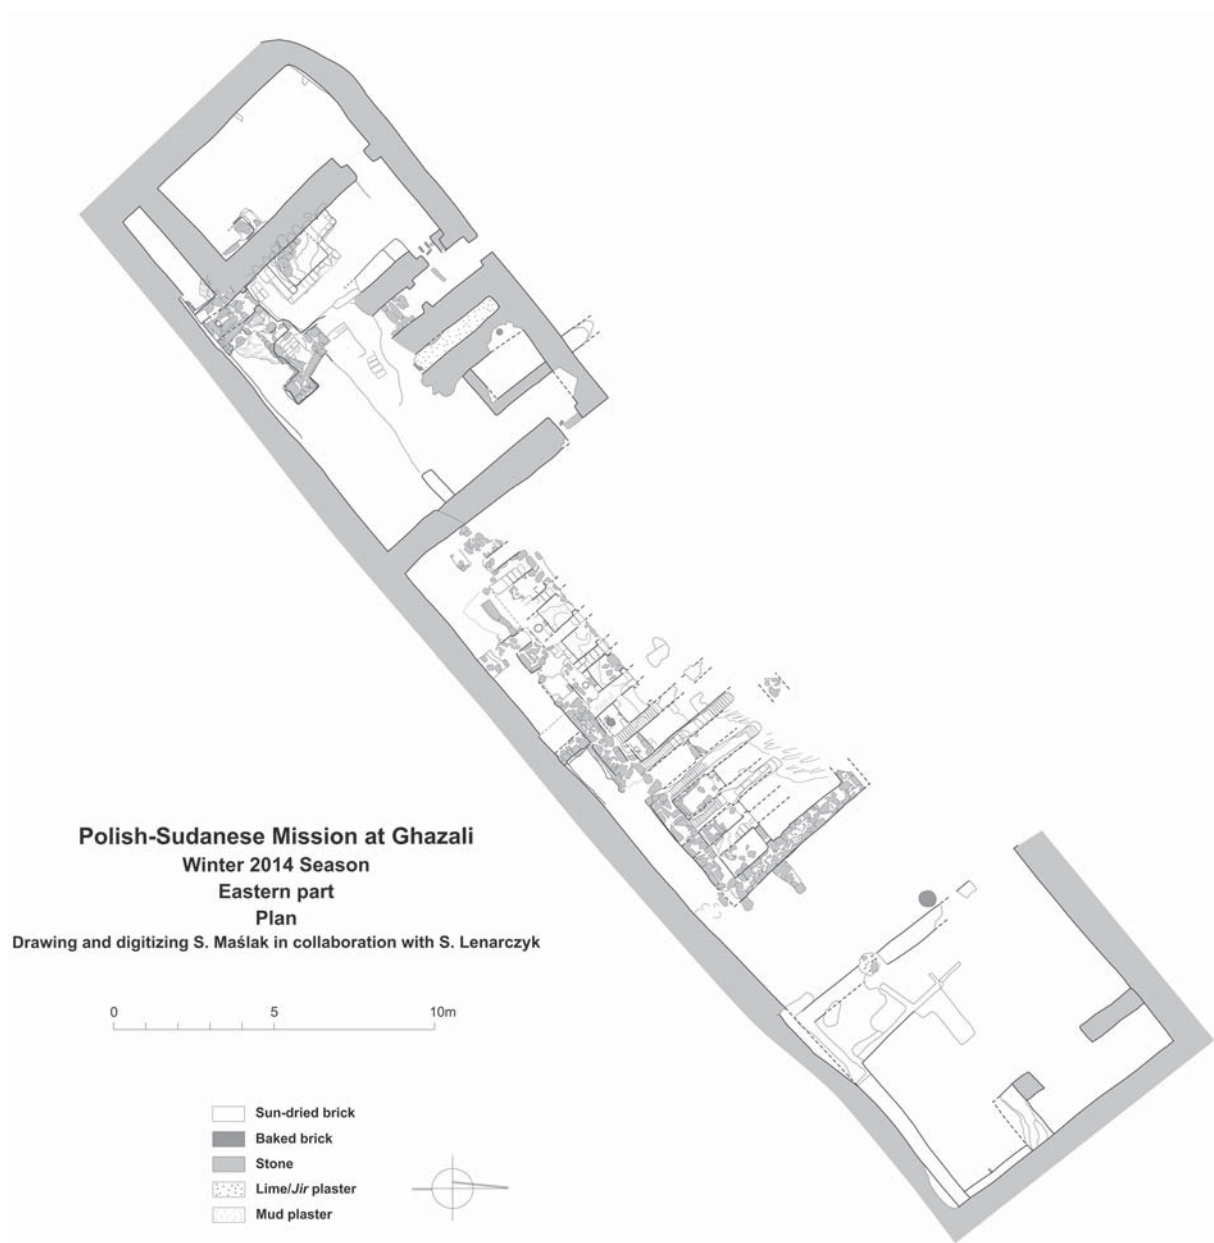 Polish-Sudanese Mission at Ghazali
Winter 2014 Season
Eastern part
Plan
Drawing and digitizing S. Maślak in collaboration with S. Lenarczyk
0 5 10m
Sun-dried brick
Baked brick
Stone
Lime/Jir plaster
Mud plaster